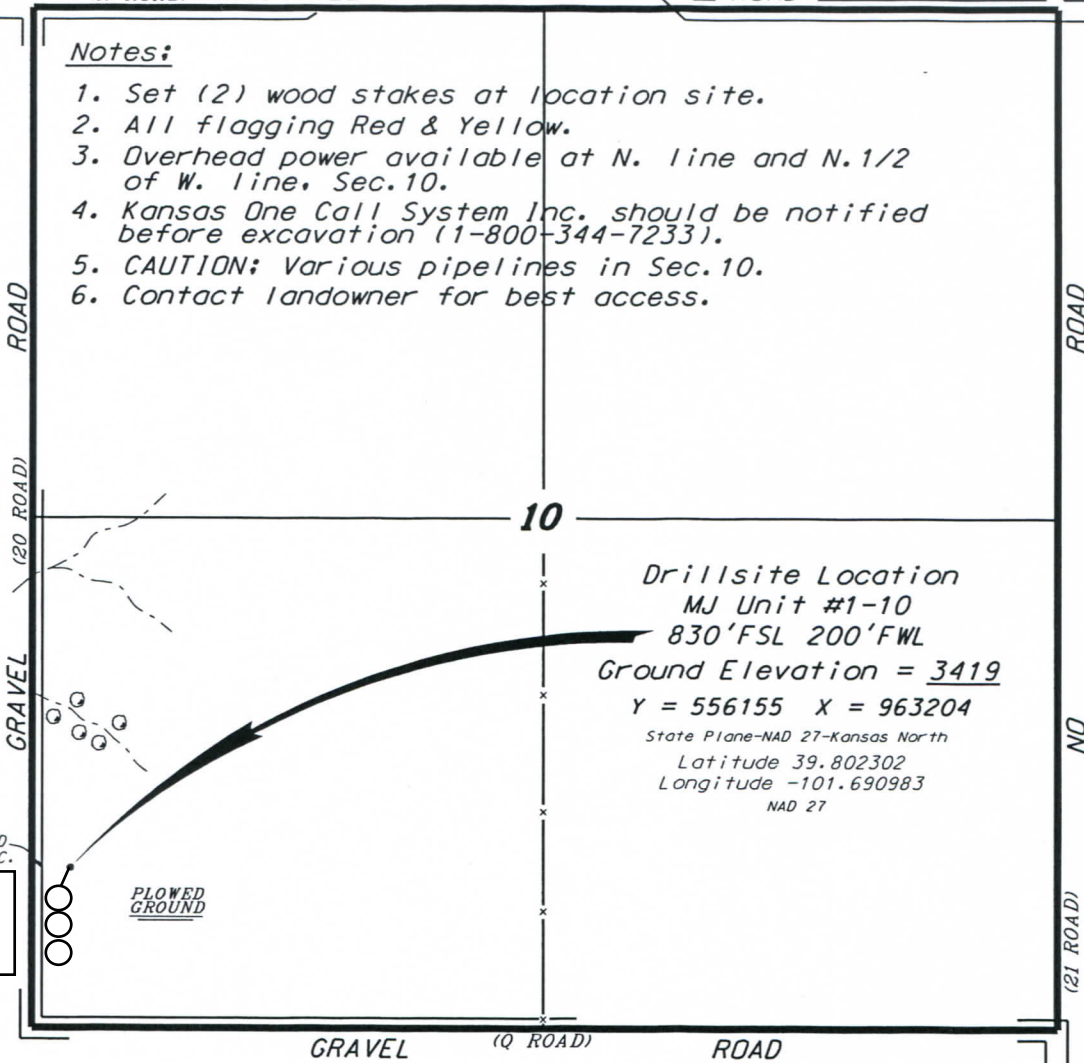 Notes:
1. Set (2) wood stakes at location site.
2. All flagging Red & Yellow.
3. Overhead power available at N. line and N.1/2
of W. line, Sec.10.
4. Kansas One Call System Inc. should be notified
before excavation (1-800-344-7233).
5. CAUTION: Various pipelines in Sec.10.
6. Contact landowner for best access.
ROAD
(20 ROAD)
GRAVEL
10
Drillsite Location
MJ Unit #1-10
830'FSL 200'FWL
Ground Elevation = 3419
Y = 556155 X = 963204
State Plane-NAD 27-Kansas North
Latitude 39.802302
Longitude -101.690983
NAD 27
PLOWED
GROUND
ROAD
NO
(21 ROAD)
GRAVEL (Q ROAD) ROAD